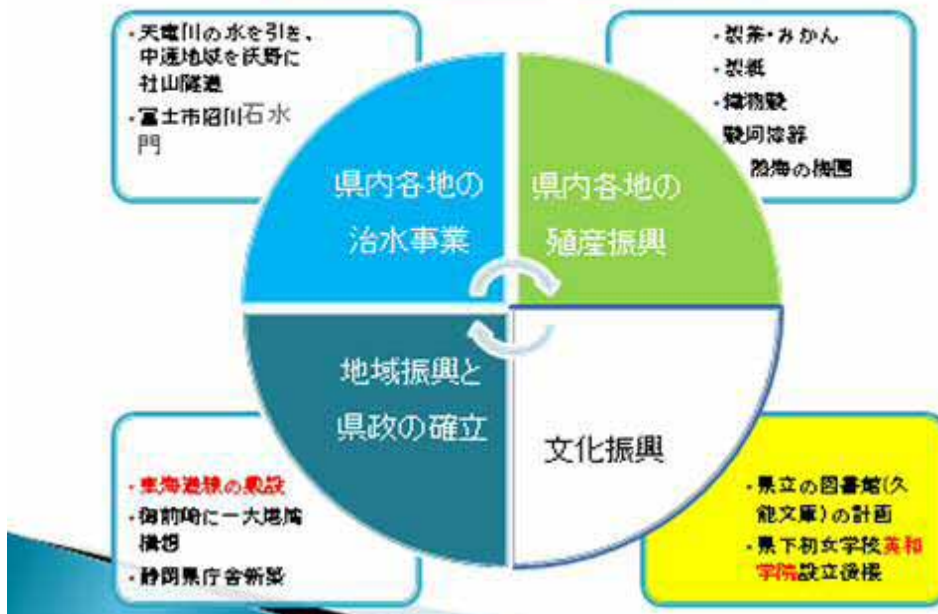 ・天竜川の水を引き、
中遠地域を沃野に
社山隧道
・富士市沼川石水
門
・製茶・みかん
・製紙
・織物験
駿河漆器
熱海の梅園
県内各地の
治水事業
県内各地の
殖産振興
地域振興と
県政の確立
文化振興
・東海道線の敷設
・御前崎に一大港湾
構想
・静岡県庁舎新築
・県立の図書館(久
能文庫)の計画
・県下初女学校英和
学院設立後援